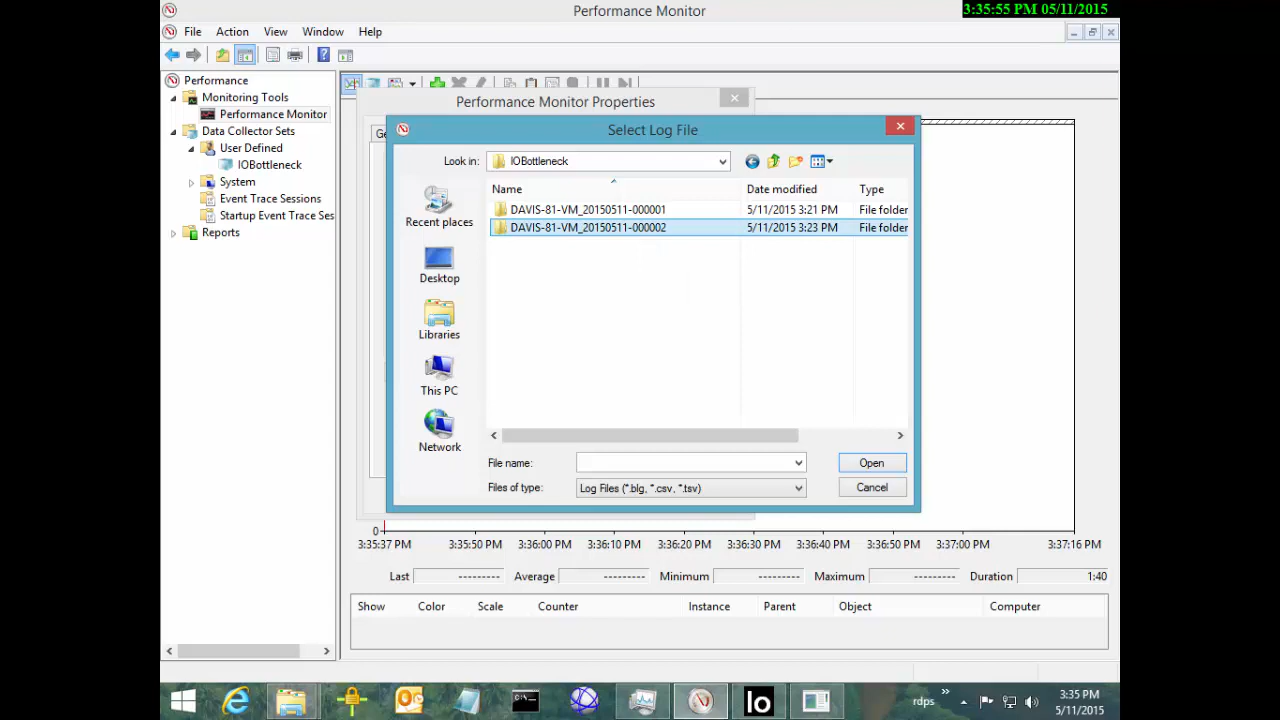 Performance Monitor
3:35:55 PM 05/11/2015
File Action View Window Help
Performance
Monitoring Tools
Performance Monitor
Data Collector Sets
User Defined
IOBottleneck
System
Event Trace Sessions
Startup Event Trace Ses
Reports
Performance Monitor Properties
Ge
Select Log File
Look in: IOBottleneck
Name Date modified Type
DAVIS-81-VM_20150511-000001 5/11/2015 3:21 PM File folder
DAVIS-81-VM_20150511-000002 5/11/2015 3:23 PM File folder
Recent places
Desktop
Libraries
This PC
Network
File name: Open
Files of type: Log Files (*.blg, *.csv, *.tsv) Cancel
0
3:35:37 PM 3:35:50 PM 3:36:00 PM 3:36:10 PM 3:36:20 PM 3:36:30 PM 3:36:40 PM 3:36:50 PM 3:37:00 PM 3:37:16 PM
Last --------- Average --------- Minimum --------- Maximum --------- Duration 1:40
Show Color Scale Counter Instance Parent Object Computer
Io
rdps
3:35 PM
5/11/2015